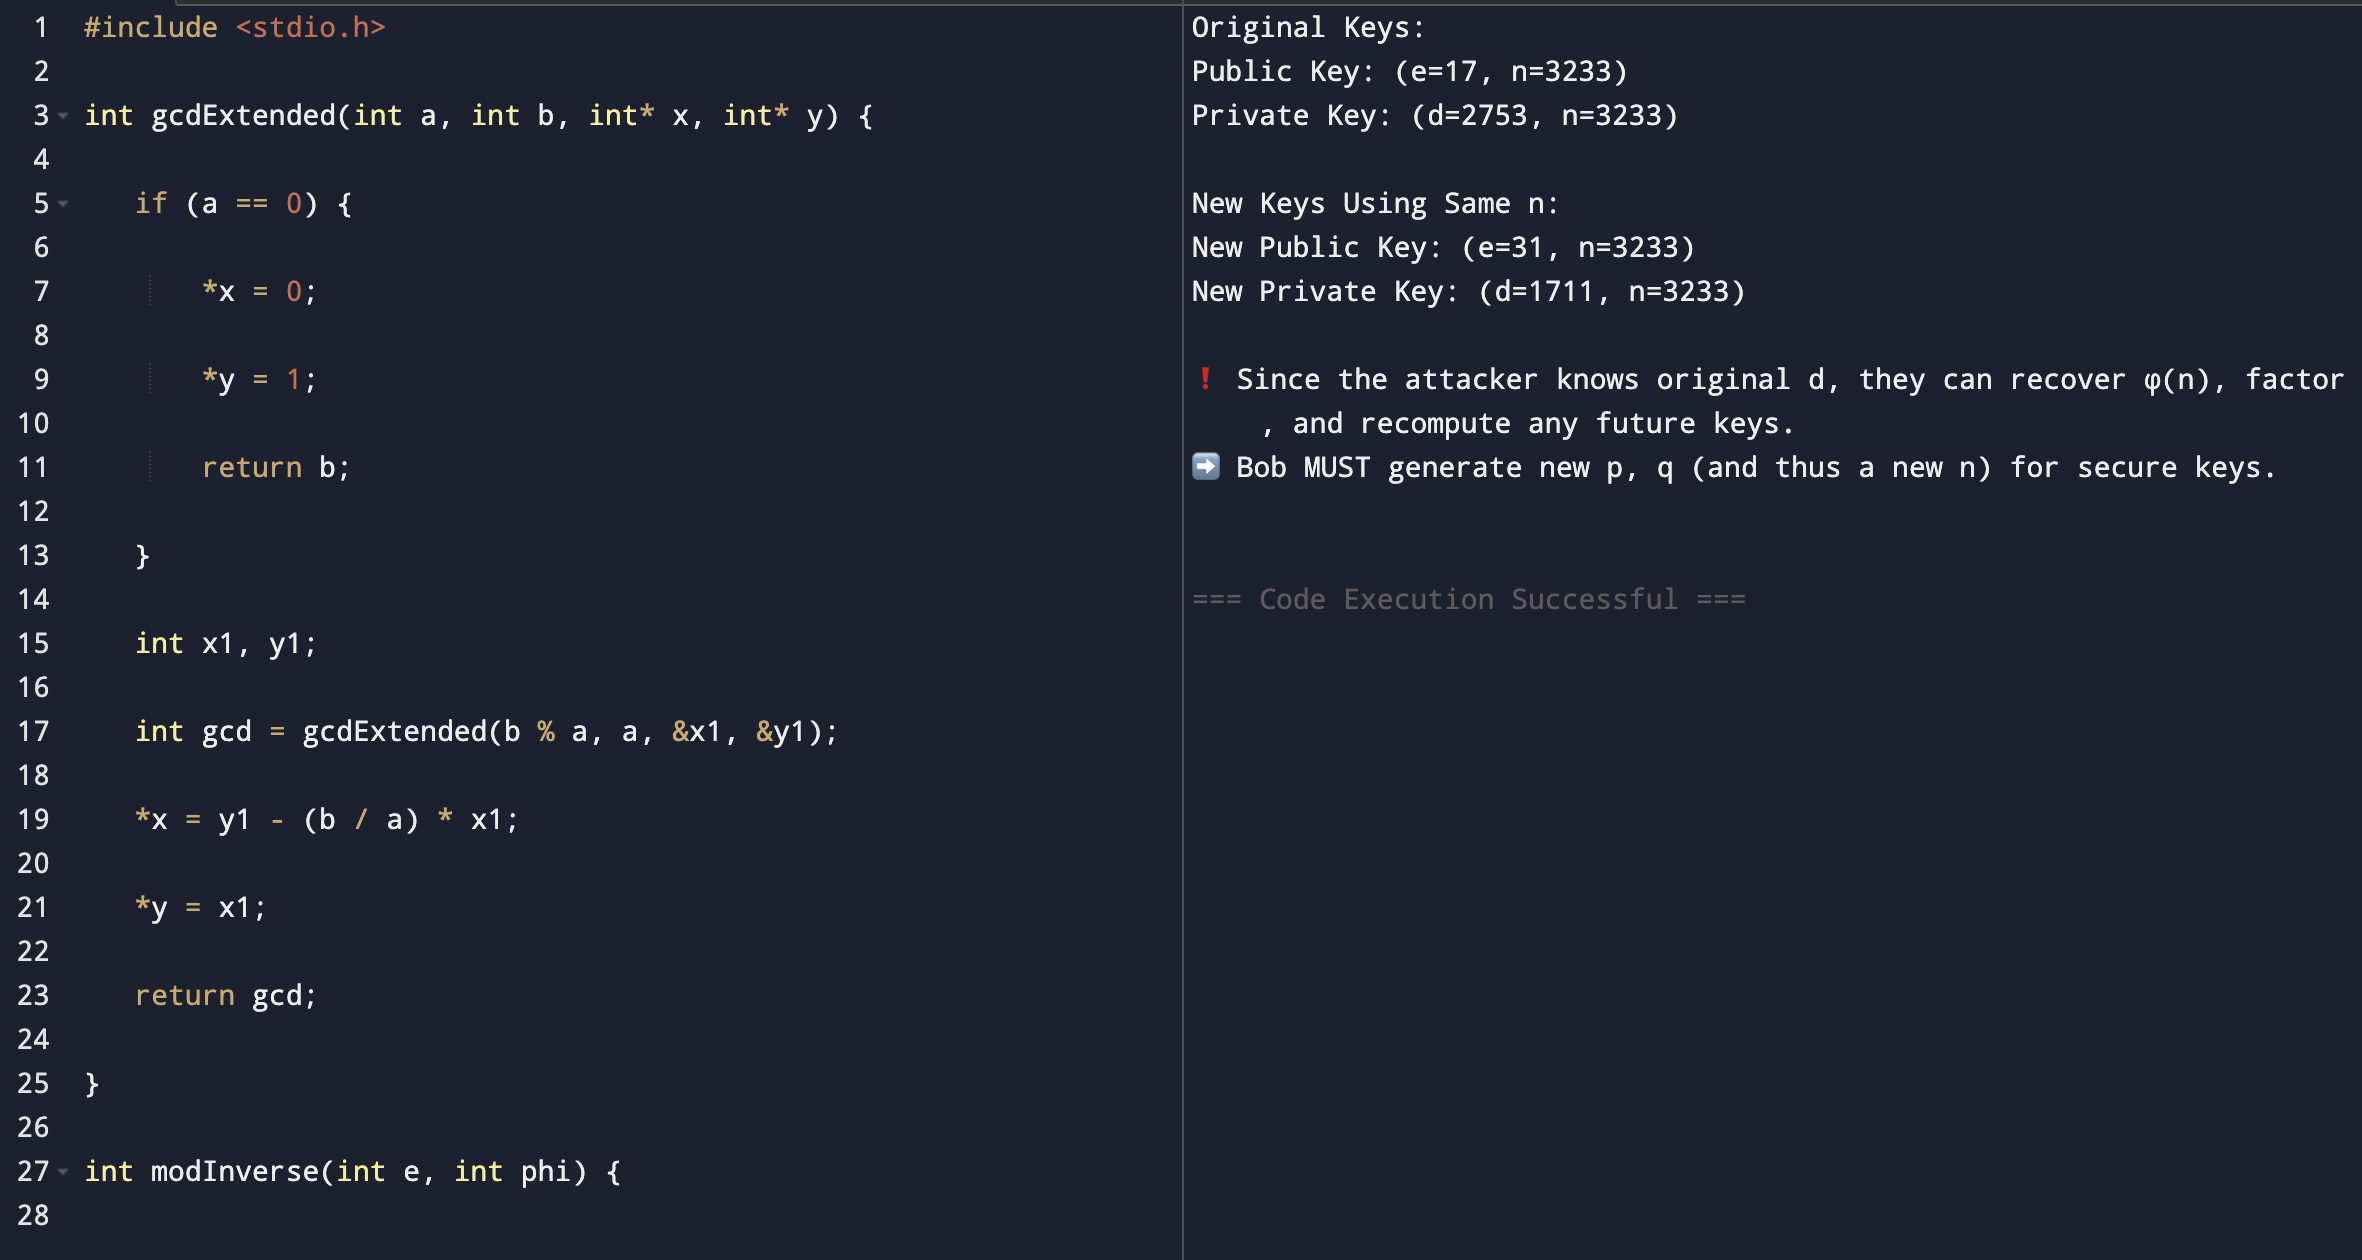 1 #include <stdio.h>
2
3 int gcdExtended(int a, int b, int* x, int* y) {
4
5 if (a == 0) {
6
7 *x = 0;
8
9 *y = 1;
10
11 return b;
12
13 }
14
15 int x1, y1;
16
17 int gcd = gcdExtended(b % a, a, &x1, &y1);
18
19 *x = y1 - (b / a) * x1;
20
21 *y = x1;
22
23 return gcd;
24
25 }
26
27 int modInverse(int e, int phi) {
28
Original Keys:
Public Key: (e=17, n=3233)
Private Key: (d=2753, n=3233)
New Keys Using Same n:
New Public Key: (e=31, n=3233)
New Private Key: (d=1711, n=3233)
❗ Since the attacker knows original d, they can recover φ(n), factor
, and recompute any future keys.
➡️ Bob MUST generate new p, q (and thus a new n) for secure keys.
=== Code Execution Successful ===